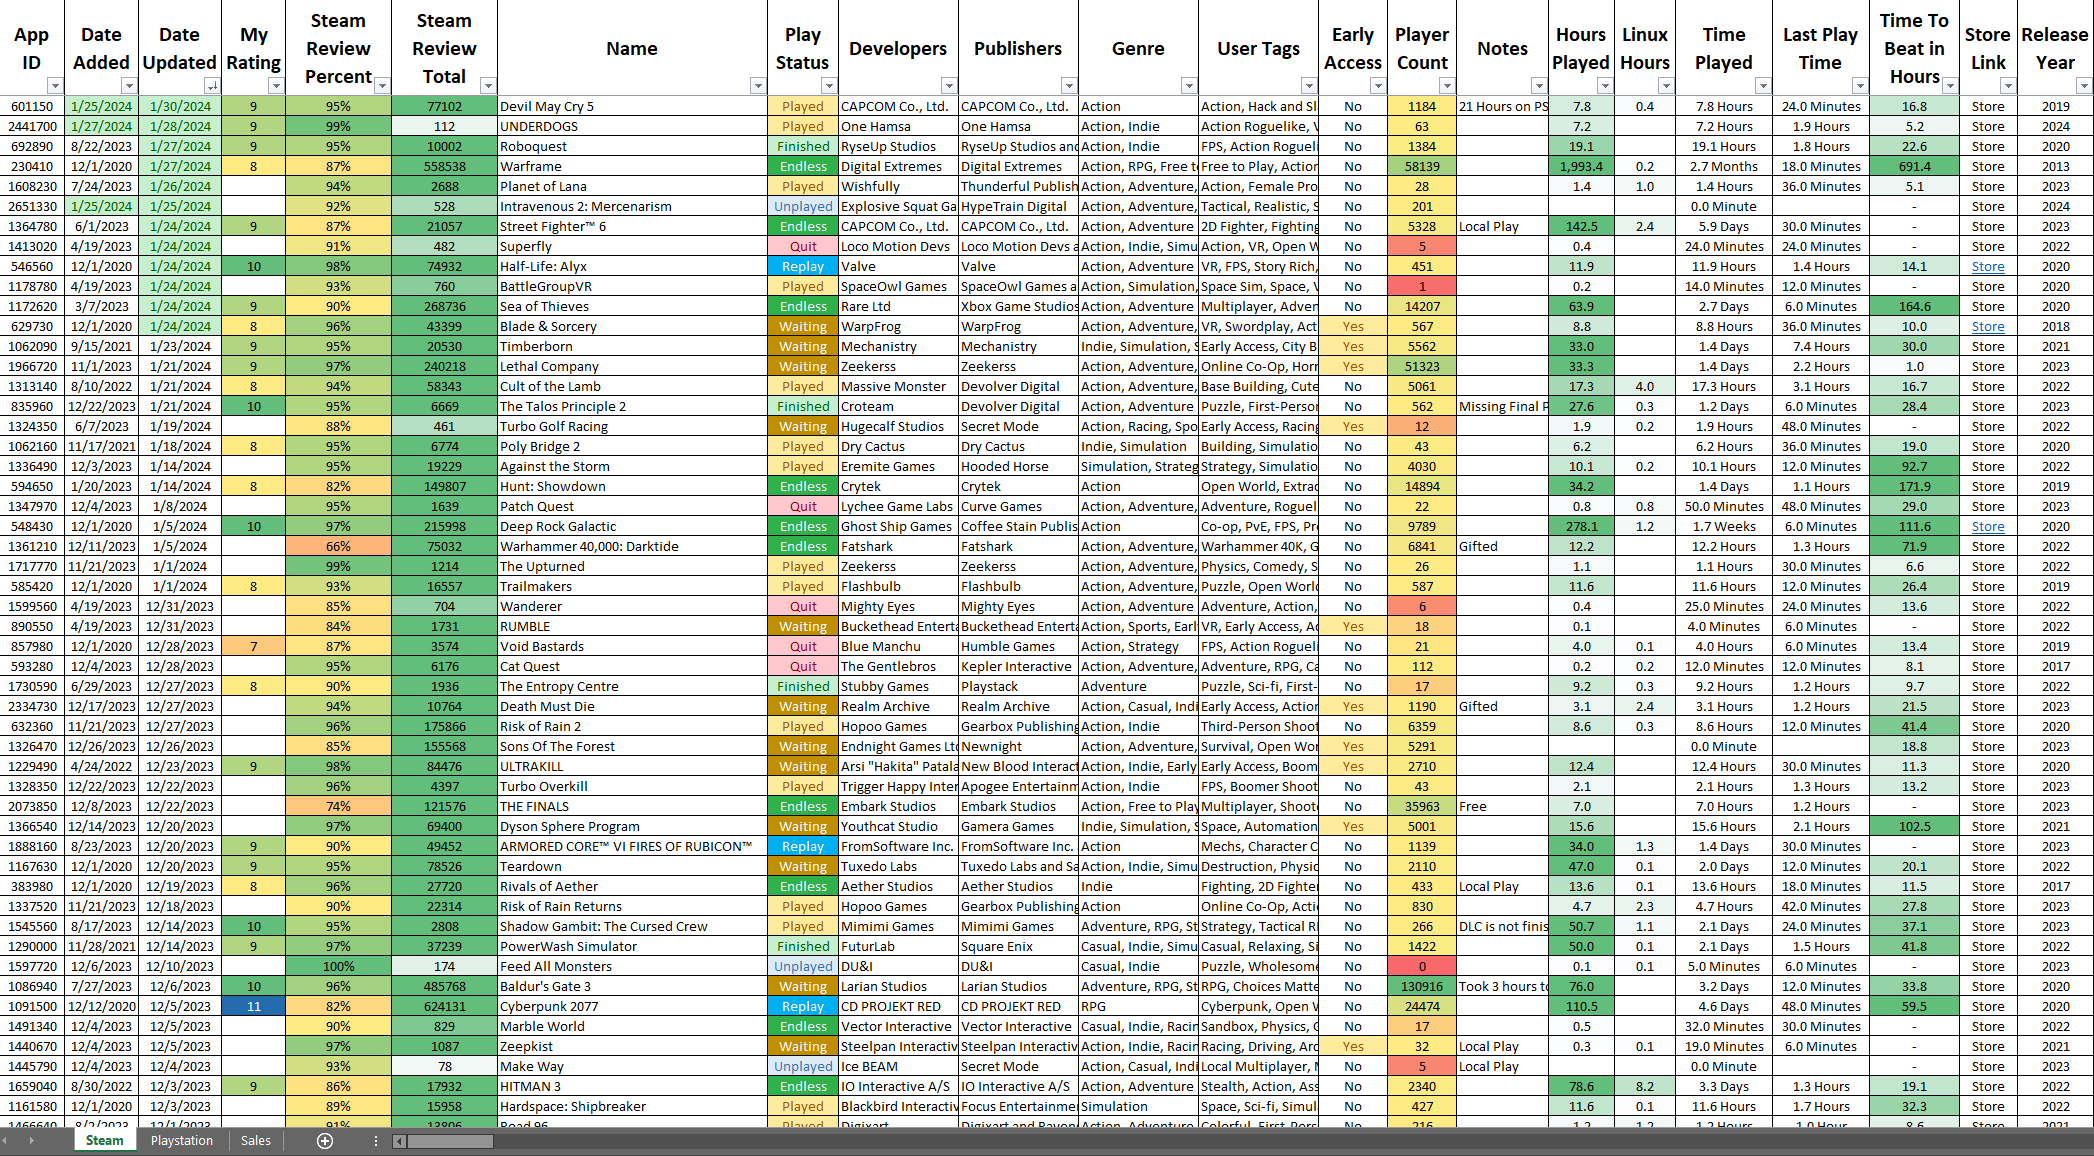 App ID Date Added Date Updated My Rating Steam Review Percent Steam Review Total Name Play Status Developers Publishers Genre User Tags Early Access Player Count Notes Hours Played Linux Hours Time Played Last Play Time Time To Beat in Hours Store Link Release Year
601150 1/25/2024 1/30/2024 9 95% 77102 Devil May Cry 5 Played CAPCOM Co., Ltd. CAPCOM Co., Ltd. Action Action, Hack and Sl No 1184 21 Hours on PS 7.8 0.4 7.8 Hours 24.0 Minutes 16.8 Store 2019
2441700 1/27/2024 1/28/2024 9 99% 112 UNDERDOGS Played One Hamsa One Hamsa Action, Indie Action Roguelike, V No 63 7.2 7.2 Hours 1.9 Hours 5.2 Store 2024
692890 8/22/2023 1/27/2024 9 95% 10002 Roboquest Finished RyseUp Studios RyseUp Studios and Action, Indie FPS, Action Rogueli No 1384 19.1 19.1 Hours 1.8 Hours 22.6 Store 2020
230410 12/1/2020 1/27/2024 8 87% 558538 Warframe Endless Digital Extremes Digital Extremes Action, RPG, Free to Free to Play, Action No 58139 1,993.4 0.2 2.7 Months 18.0 Minutes 691.4 Store 2013
1608230 7/24/2023 1/26/2024 94% 2688 Planet of Lana Played Wishfully Thunderful Publish Action, Adventure, Action, Female Pro No 28 1.4 1.0 1.4 Hours 36.0 Minutes 5.1 Store 2023
2651330 1/25/2024 1/25/2024 92% 528 Intravenous 2: Mercenarism Unplayed Explosive Squat Ga HypeTrain Digital Action, Adventure, Tactical, Realistic, S No 201 0.0 Minute - Store 2024
1364780 6/1/2023 1/24/2024 9 87% 21057 Street Fighter™ 6 Endless CAPCOM Co., Ltd. CAPCOM Co., Ltd. Action, Adventure 2D Fighter, Fighting No 5328 Local Play 142.5 2.4 5.9 Days 30.0 Minutes - Store 2023
1413020 4/19/2023 1/24/2024 91% 482 Superfly Quit Loco Motion Devs Loco Motion Devs a Action, Indie, Simu Action, VR, Open W No 5 0.4 24.0 Minutes 24.0 Minutes - Store 2022
546560 12/1/2020 1/24/2024 10 98% 74932 Half-Life: Alyx Replay Valve Valve Action, Adventure VR, FPS, Story Rich, No 451 11.9 11.9 Hours 1.4 Hours 14.1 Store 2020
1178780 4/19/2023 1/24/2024 93% 760 BattleGroupVR Played SpaceOwl Games SpaceOwl Games a Action, Simulation, Space Sim, Space, V No 1 0.2 14.0 Minutes 12.0 Minutes - Store 2021
1172620 3/7/2023 1/24/2024 9 90% 268736 Sea of Thieves Endless Rare Ltd Xbox Game Studios Action, Adventure Multiplayer, Adven No 14207 63.9 2.7 Days 6.0 Minutes 164.6 Store 2020
629730 12/1/2020 1/24/2024 8 96% 43399 Blade & Sorcery Waiting WarpFrog WarpFrog Action, Adventure, VR, Swordplay, Act Yes 567 8.8 8.8 Hours 36.0 Minutes 10.0 Store 2018
1062090 9/15/2021 1/23/2024 9 95% 20530 Timberborn Waiting Mechanistry Mechanistry Indie, Simulation, S Early Access, City B Yes 5562 33.0 1.4 Days 7.4 Hours 30.0 Store 2021
1966720 11/1/2023 1/21/2024 9 97% 240218 Lethal Company Waiting Zeekerss Zeekerss Action, Adventure, Online Co-Op, Horr Yes 51323 33.3 1.4 Days 2.2 Hours 1.0 Store 2023
1313140 8/10/2022 1/21/2024 8 94% 58343 Cult of the Lamb Played Massive Monster Devolver Digital Action, Adventure, Base Building, Cute No 5061 17.3 4.0 17.3 Hours 3.1 Hours 16.7 Store 2022
835960 12/22/2023 1/21/2024 10 95% 6669 The Talos Principle 2 Finished Croteam Devolver Digital Action, Adventure, Puzzle, First-Person No 562 Missing Final P 27.6 0.3 1.2 Days 6.0 Minutes 28.4 Store 2023
1324350 6/7/2023 1/19/2024 88% 461 Turbo Golf Racing Waiting Hugecalf Studios Secret Mode Action, Racing, Spo Early Access, Racing Yes 12 1.9 0.2 1.9 Hours 48.0 Minutes - Store 2022
1062160 11/17/2021 1/18/2024 8 95% 6774 Poly Bridge 2 Played Dry Cactus Dry Cactus Indie, Simulation Building, Simulatio No 43 6.2 6.2 Hours 36.0 Minutes 19.0 Store 2020
1336490 12/3/2023 1/14/2024 95% 19229 Against the Storm Played Eremite Games Hooded Horse Simulation, Strateg Strategy, Simulatio No 4030 10.1 0.2 10.1 Hours 12.0 Minutes 92.7 Store 2022
594650 1/20/2023 1/14/2024 8 82% 149807 Hunt: Showdown Endless Crytek Crytek Action Open World, Extrac No 14894 34.2 1.4 Days 1.1 Hours 171.9 Store 2019
1347970 12/4/2023 1/8/2024 95% 1639 Patch Quest Quit Lychee Game Labs Curve Games Action, Adventure, Adventure, Roguel No 22 0.8 0.8 50.0 Minutes 48.0 Minutes 29.0 Store 2023
548430 12/1/2020 1/5/2024 10 97% 215998 Deep Rock Galactic Endless Ghost Ship Games Coffee Stain Publis Action Co-op, PvE, FPS, Pr No 9789 278.1 1.2 1.7 Weeks 6.0 Minutes 111.6 Store 2020
1361210 12/11/2023 1/5/2024 66% 75032 Warhammer 40,000: Darktide Endless Fatshark Fatshark Action, Adventure, Warhammer 40K, G No 6841 Gifted 12.2 12.2 Hours 1.3 Hours 71.9 Store 2022
1717770 11/21/2023 1/1/2024 99% 1214 The Upturned Played Zeekerss Zeekerss Action, Adventure, Physics, Comedy, S No 26 1.1 1.1 Hours 30.0 Minutes 6.6 Store 2022
585420 12/1/2020 1/1/2024 8 93% 16557 Trailmakers Played Flashbulb Flashbulb Action, Adventure, Puzzle, Open World No 587 11.6 11.6 Hours 12.0 Minutes 26.4 Store 2019
1599560 4/19/2023 12/31/2023 85% 704 Wanderer Quit Mighty Eyes Mighty Eyes Action, Adventure Adventure, Action, No 6 0.4 25.0 Minutes 24.0 Minutes 13.6 Store 2022
890550 4/19/2023 12/31/2023 84% 1731 RUMBLE Waiting Buckethead Enterta Buckethead Enterta Action, Sports, Earl VR, Early Access, Ac Yes 18 0.1 4.0 Minutes 6.0 Minutes - Store 2022
857980 12/1/2020 12/28/2023 7 87% 3574 Void Bastards Quit Blue Manchu Humble Games Action, Strategy FPS, Action Rogueli No 21 4.0 0.1 4.0 Hours 6.0 Minutes 13.4 Store 2019
593280 12/4/2023 12/28/2023 95% 6176 Cat Quest Quit The Gentlebros Kepler Interactive Action, Adventure, Adventure, RPG, Ca No 112 0.2 0.2 12.0 Minutes 12.0 Minutes 8.1 Store 2017
1730590 6/29/2023 12/27/2023 8 90% 1936 The Entropy Centre Finished Stubby Games Playstack Adventure Puzzle, Sci-fi, First- No 17 9.2 0.3 9.2 Hours 1.2 Hours 9.7 Store 2022
2334730 12/17/2023 12/27/2023 94% 10764 Death Must Die Waiting Realm Archive Realm Archive Action, Casual, Indi Early Access, Action Yes 1190 Gifted 3.1 2.4 3.1 Hours 1.2 Hours 21.5 Store 2023
632360 11/21/2023 12/27/2023 96% 175866 Risk of Rain 2 Played Hopoo Games Gearbox Publishing Action, Indie Third-Person Shoot No 6359 8.6 0.3 8.6 Hours 12.0 Minutes 41.4 Store 2020
1326470 12/26/2023 12/26/2023 85% 155568 Sons Of The Forest Waiting Endnight Games Ltd Newnight Action, Adventure, Survival, Open Wor Yes 5291 0.0 Minute 18.8 Store 2023
1229490 4/24/2022 12/23/2023 9 98% 84476 ULTRAKILL Waiting Arsi "Hakita" Patala New Blood Interact Action, Indie, Early Early Access, Boom Yes 2710 12.4 12.4 Hours 30.0 Minutes 11.3 Store 2020
1328350 12/22/2023 12/22/2023 96% 4397 Turbo Overkill Played Trigger Happy Inter Apogee Entertainm Action, Indie FPS, Boomer Shoot No 43 2.1 2.1 Hours 1.3 Hours 13.2 Store 2023
2073850 12/8/2023 12/22/2023 74% 121576 THE FINALS Endless Embark Studios Embark Studios Action, Free to Play Multiplayer, Shoote No 35963 Free 7.0 7.0 Hours 1.2 Hours - Store 2023
1366540 12/14/2023 12/20/2023 97% 69400 Dyson Sphere Program Waiting Youthcat Studio Gamera Games Indie, Simulation, S Space, Automation Yes 5001 15.6 15.6 Hours 2.1 Hours 102.5 Store 2021
1888160 8/23/2023 12/20/2023 9 90% 49452 ARMORED CORE™ VI FIRES OF RUBICON™ Replay FromSoftware Inc. FromSoftware Inc. Action Mechs, Character C No 1139 34.0 1.3 1.4 Days 30.0 Minutes - Store 2023
1167630 12/1/2020 12/20/2023 9 95% 78526 Teardown Waiting Tuxedo Labs Tuxedo Labs and Sa Action, Indie, Simu Destruction, Physic No 2110 47.0 0.1 2.0 Days 12.0 Minutes 20.1 Store 2022
383980 12/1/2020 12/19/2023 8 96% 27720 Rivals of Aether Endless Aether Studios Aether Studios Indie Fighting, 2D Fighter No 433 Local Play 13.6 0.1 13.6 Hours 18.0 Minutes 11.5 Store 2017
1337520 11/21/2023 12/18/2023 90% 22314 Risk of Rain Returns Played Hopoo Games Gearbox Publishing Action Online Co-Op, Actio No 830 4.7 2.3 4.7 Hours 42.0 Minutes 27.8 Store 2023
1545560 8/17/2023 12/14/2023 10 95% 2808 Shadow Gambit: The Cursed Crew Played Mimimi Games Mimimi Games Adventure, RPG, St Strategy, Tactical R No 266 DLC is not finis 50.7 1.1 2.1 Days 24.0 Minutes 37.1 Store 2023
1290000 11/28/2021 12/14/2023 9 97% 37239 PowerWash Simulator Finished FuturLab Square Enix Casual, Indie, Simu Casual, Relaxing, Si No 1422 50.0 0.1 2.1 Days 1.5 Hours 41.8 Store 2022
1597720 12/6/2023 12/10/2023 100% 174 Feed All Monsters Unplayed DU&I DU&I Casual, Indie Puzzle, Wholesome No 0 0.1 0.1 5.0 Minutes 6.0 Minutes - Store 2023
1086940 7/27/2023 12/6/2023 10 96% 485768 Baldur's Gate 3 Waiting Larian Studios Larian Studios Adventure, RPG, St RPG, Choices Matte No 130916 Took 3 hours to 76.0 3.2 Days 12.0 Minutes 33.8 Store 2023
1091500 12/12/2020 12/5/2023 11 82% 624131 Cyberpunk 2077 Replay CD PROJEKT RED CD PROJEKT RED RPG Cyberpunk, Open W No 24474 110.5 4.6 Days 48.0 Minutes 59.5 Store 2020
1491340 12/4/2023 12/5/2023 90% 829 Marble World Endless Vector Interactive Vector Interactive Casual, Indie, Racin Sandbox, Physics, G No 17 0.5 32.0 Minutes 30.0 Minutes - Store 2022
1440670 12/4/2023 12/5/2023 97% 1087 Zeepkist Waiting Steelpan Interactiv Steelpan Interactiv Action, Indie, Racin Racing, Driving, Arc Yes 32 Local Play 0.3 0.1 19.0 Minutes 6.0 Minutes - Store 2021
1445790 12/4/2023 12/4/2023 93% 78 Make Way Unplayed Ice BEAM Secret Mode Action, Casual, Indi Local Multiplayer, No 5 Local Play 0.0 Minute - Store 2023
1659040 8/30/2022 12/3/2023 9 86% 17932 HITMAN 3 Endless IO Interactive A/S IO Interactive A/S Action, Adventure Stealth, Action, Ass No 2340 78.6 8.2 3.3 Days 1.3 Hours 19.1 Store 2022
1161580 12/1/2020 12/3/2023 89% 15958 Hardspace: Shipbreaker Played Blackbird Interactiv Focus Entertainmen Simulation Space, Sci-fi, Simul No 427 11.6 0.1 11.6 Hours 1.7 Hours 32.3 Store 2022
1466640 8/2/2023 12/1/2023 91% 13806 Road 96 Played Digixart Digixart and Raven Action, Adventure Colorful, First-Pers No 216 1.2 1.2 1.2 Hours 1.0 Hour 8.6 Store 2021
Steam Playstation Sales